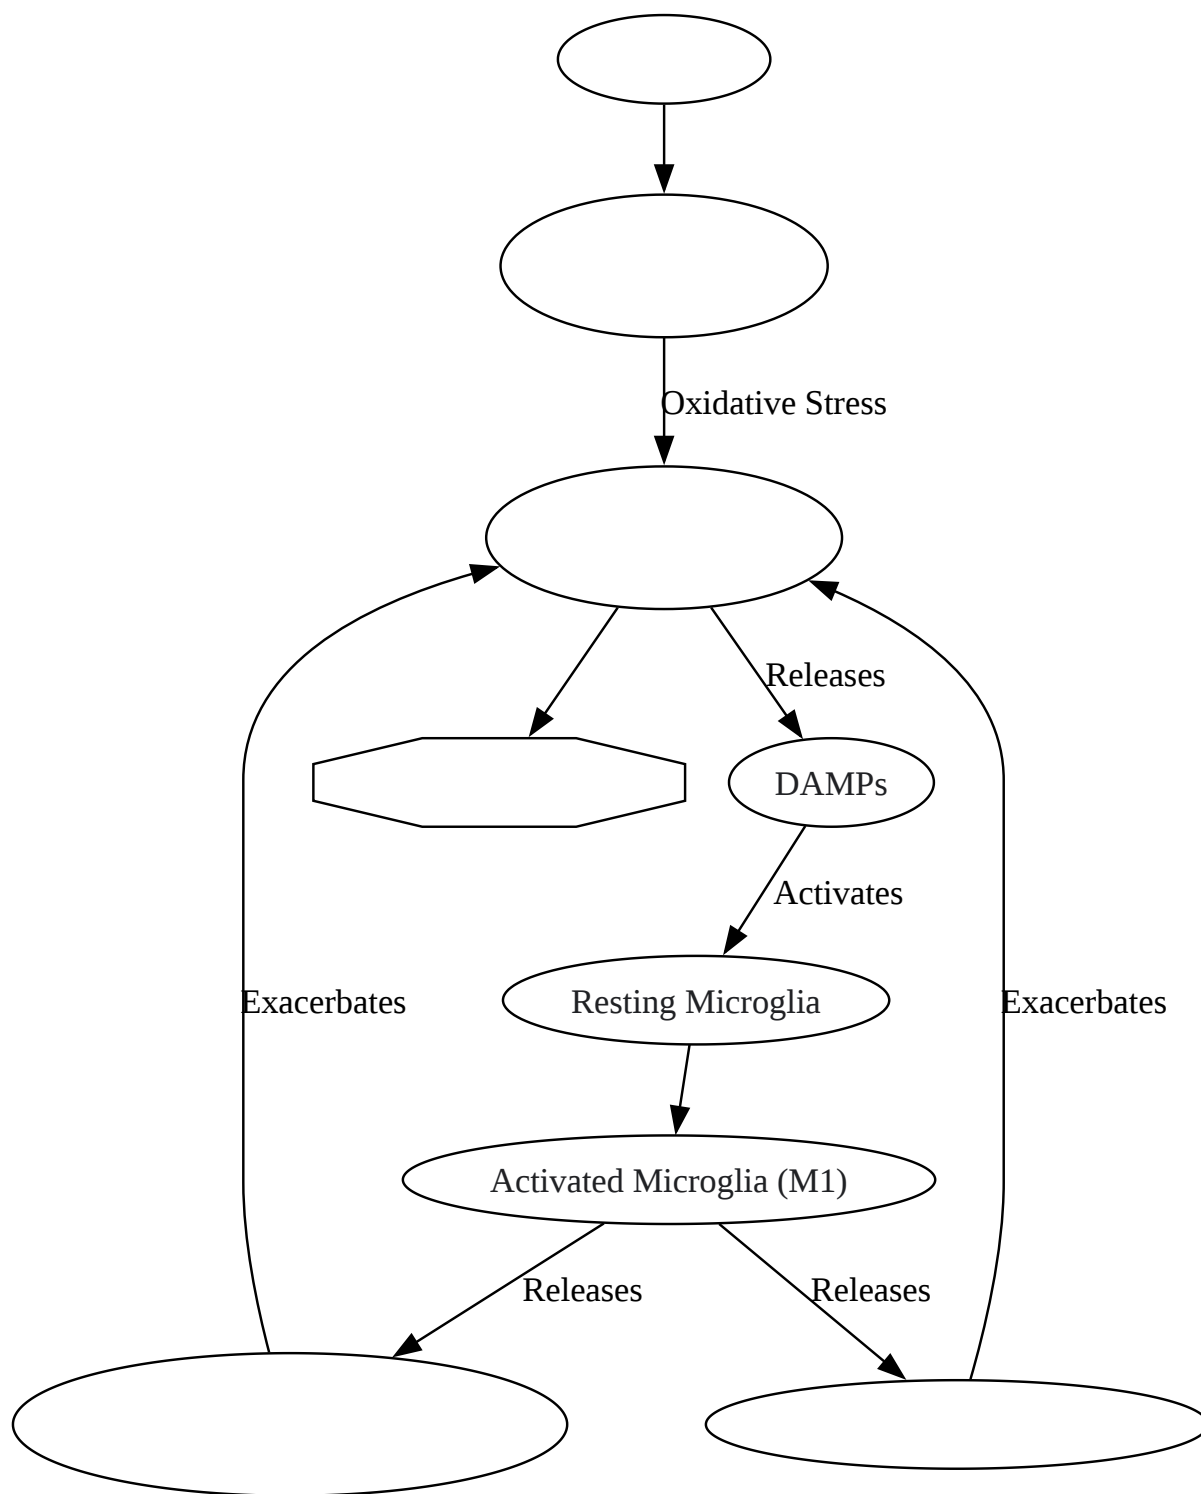 Oxidative Stress
Releases
DAMPs
Activates
Resting Microglia
Exacerbates
Exacerbates
Activated Microglia (M1)
Releases
Releases